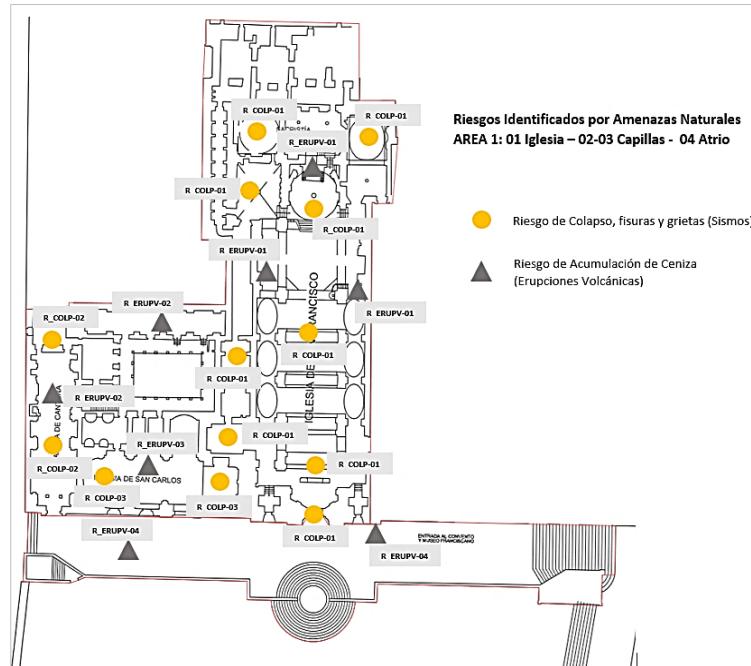 Riesgos Identificados por Amenazas Naturales
AREA 1: 01 Iglesia – 02-03 Capillas - 04 Atrio
Riesgo de Colapso, fisuras y grietas (Sismos)
Riesgo de Acumulación de Ceniza
(Erupciones Volcánicas)
R_COLP-01
R_COLP-01
R_ERUPV-01
R_COLP-01
R_COLP-01
R_ERUPV-01
R_ERUPV-01
R_ERUPV-02
R_COLP-02
R_COLP-01
R_COLP-01
R_ERUPV-02
R_COLP-01
R_ERUPV-03
R_COLP-02
R_COLP-01
R_COLP-03
R_COLP-03
R_COLP-01
R_ERUPV-04
R_ERUPV-04
IGLESIA DE
FRANCISCO
DE SAN CARLOS
ENTRADA AL CONVENTO
Y MUSEO FRANCISCANO